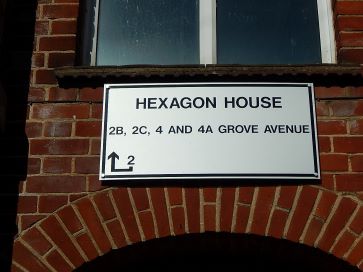 HEXAGON HOUSE
2B, 2C, 4 AND 4A GROVE AVENUE
2